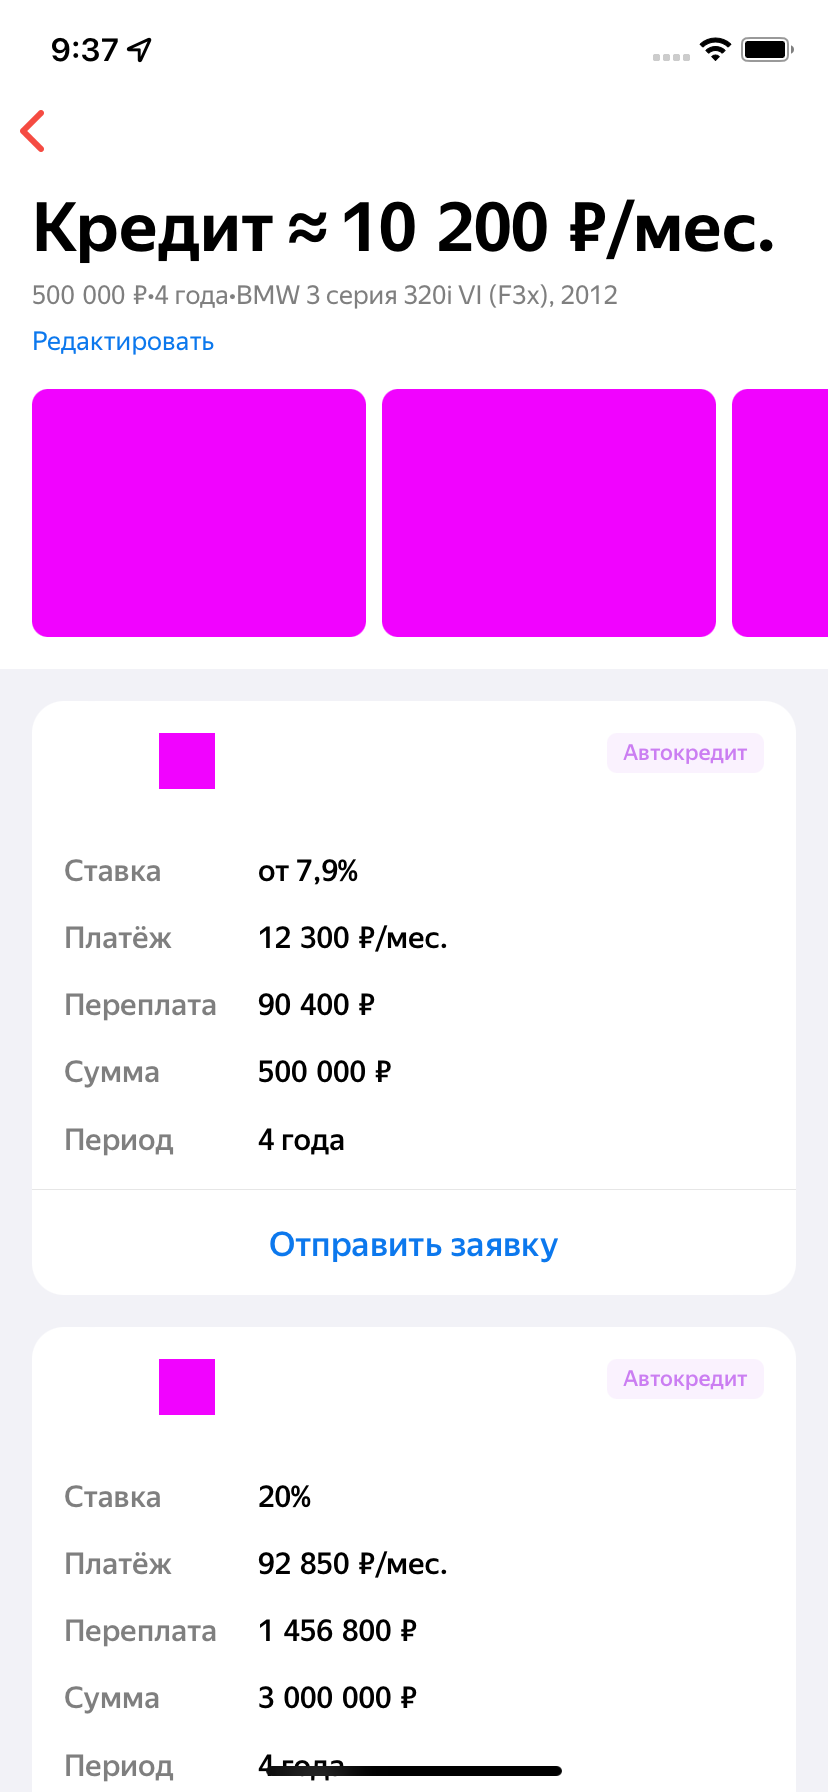 9:37
Кредит ≈ 10 200 ₽/мес.
500 000 ₽•4 года•BMW 3 серия 320i VI (F3x), 2012
Редактировать
Автокредит
Ставка от 7,9%
Платёж 12 300 ₽/мес.
Переплата 90 400 ₽
Сумма 500 000 ₽
Период 4 года
Отправить заявку
Автокредит
Ставка 20%
Платёж 92 850 ₽/мес.
Переплата 1 456 800 ₽
Сумма 3 000 000 ₽
Период 4 года